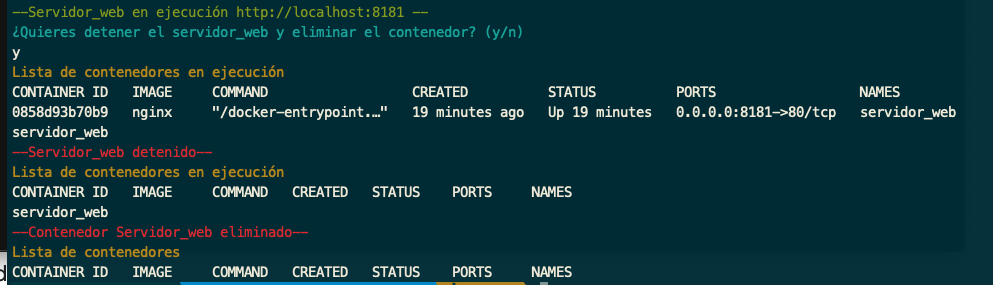 --Servidor_web en ejecución http://localhost:8181 --
¿Quieres detener el servidor_web y eliminar el contenedor? (y/n)
y
Lista de contenedores en ejecución
CONTAINER ID   IMAGE     COMMAND                  CREATED          STATUS          PORTS                  NAMES
0858d93b70b9   nginx     "/docker-entrypoint.…"   19 minutes ago   Up 19 minutes   0.0.0.0:8181->80/tcp   servidor_web
servidor_web
--Servidor_web detenido--
Lista de contenedores en ejecución
CONTAINER ID   IMAGE     COMMAND   CREATED   STATUS    PORTS     NAMES
servidor_web
--Contenedor Servidor_web eliminado--
Lista de contenedores
CONTAINER ID   IMAGE     COMMAND   CREATED   STATUS    PORTS     NAMES